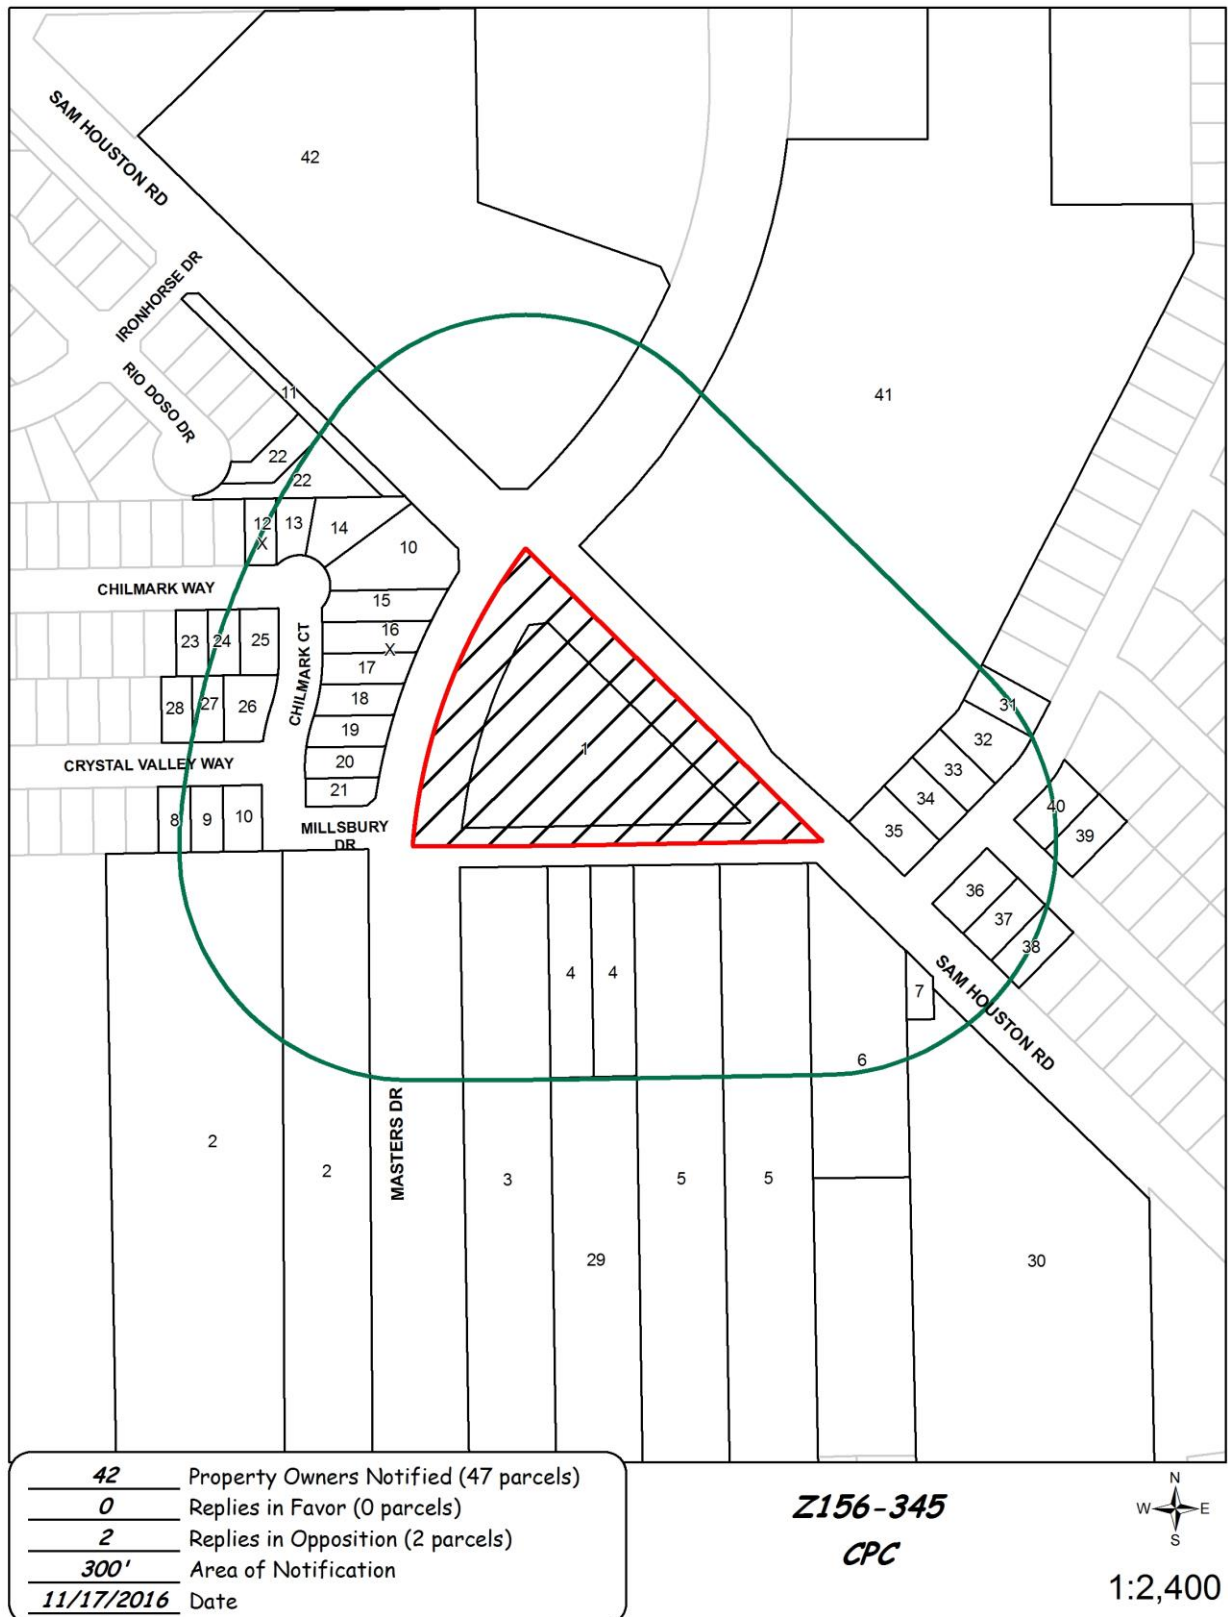 SAM HOUSTON RD
42
IRONHORSE DR
RIO DOSO DR
41
11
22
22
12
X
13
14
10
CHILMARK WAY
15
16
X
23
24
25
CHILMARK CT
17
31
28
27
26
18
32
19
1
33
CRYSTAL VALLEY WAY
20
21
34
40
8
9
10
MILLSBURY
DR
35
39
36
37
38
4
4
SAM HOUSTON RD
7
6
2
2
MASTERS DR
3
5
5
29
30
42 Property Owners Notified (47 parcels)
0 Replies in Favor (0 parcels)
2 Replies in Opposition (2 parcels)
300' Area of Notification
11/17/2016 Date
Z156-345
CPC
N
W E
S
1:2,400